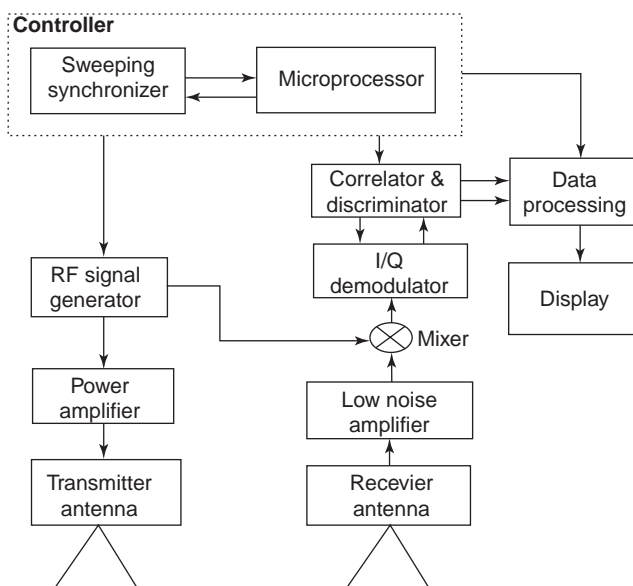 Controller
Sweeping
synchronizer
Microprocessor
Correlator &
discriminator
Data
processing
RF signal
generator
I/Q
demodulator
Display
Mixer
Power
amplifier
Low noise
amplifier
Transmitter
antenna
Recevier
antenna